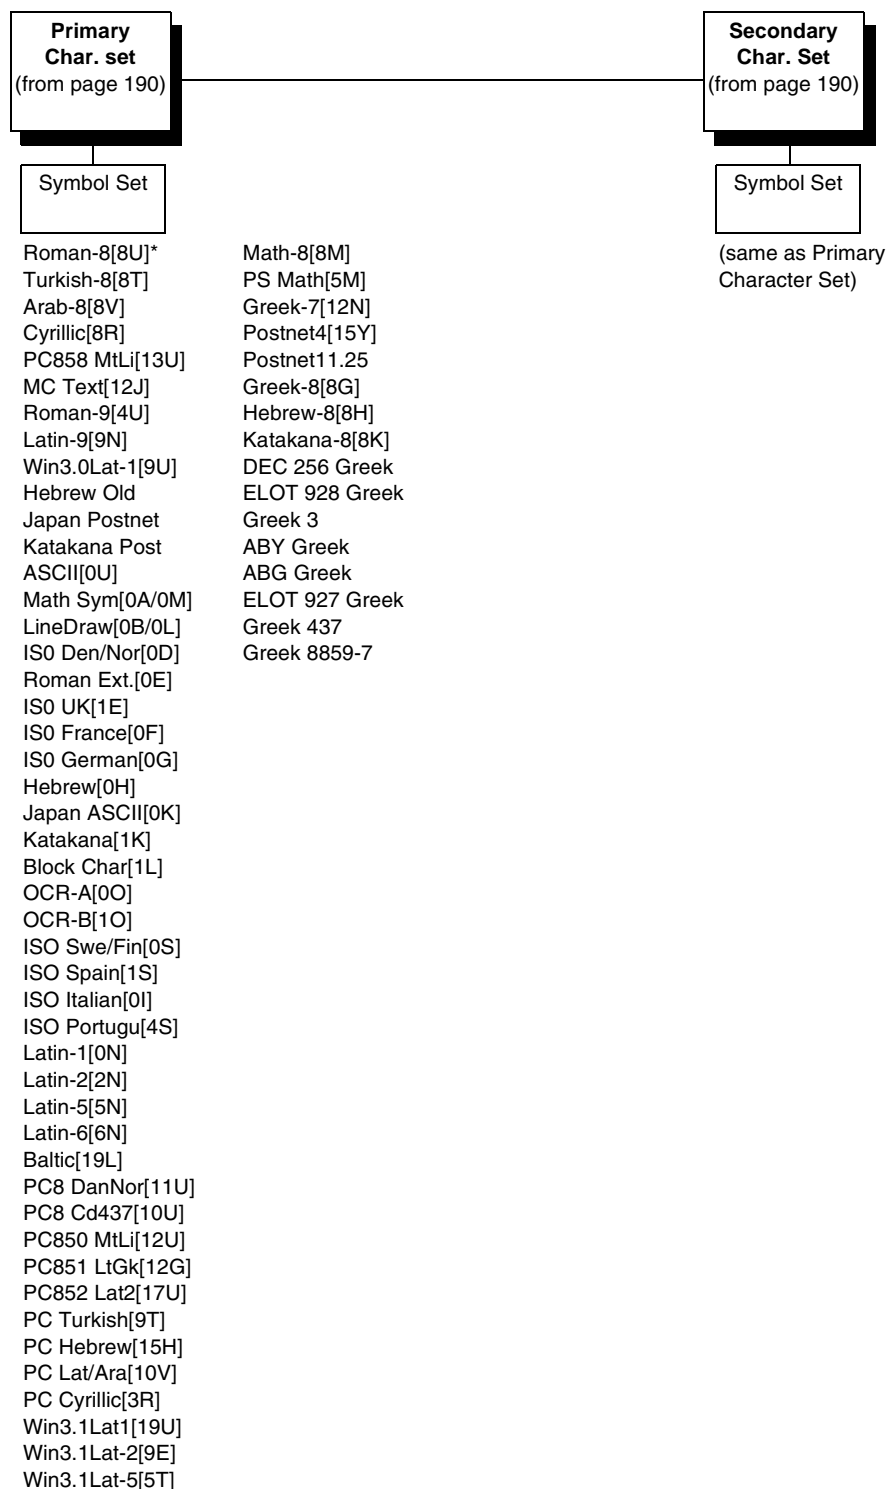 Primary
Char. set
(from page 190)
Secondary
Char. Set
(from page 190)
Symbol Set
Symbol Set
Roman-8[8U]*
Turkish-8[8T]
Arab-8[8V]
Cyrillic[8R]
PC858 MtLi[13U]
MC Text[12J]
Roman-9[4U]
Latin-9[9N]
Win3.0Lat-1[9U]
Hebrew Old
Japan Postnet
Katakana Post
ASCII[0U]
Math Sym[0A/0M]
LineDraw[0B/0L]
IS0 Den/Nor[0D]
Roman Ext.[0E]
IS0 UK[1E]
IS0 France[0F]
IS0 German[0G]
Hebrew[0H]
Japan ASCII[0K]
Katakana[1K]
Block Char[1L]
OCR-A[0O]
OCR-B[1O]
ISO Swe/Fin[0S]
ISO Spain[1S]
ISO Italian[0I]
ISO Portugu[4S]
Latin-1[0N]
Latin-2[2N]
Latin-5[5N]
Latin-6[6N]
Baltic[19L]
PC8 DanNor[11U]
PC8 Cd437[10U]
PC850 MtLi[12U]
PC851 LtGk[12G]
PC852 Lat2[17U]
PC Turkish[9T]
PC Hebrew[15H]
PC Lat/Ara[10V]
PC Cyrillic[3R]
Win3.1Lat1[19U]
Win3.1Lat-2[9E]
Win3.1Lat-5[5T]
Math-8[8M]
PS Math[5M]
Greek-7[12N]
Postnet4[15Y]
Postnet11.25
Greek-8[8G]
Hebrew-8[8H]
Katakana-8[8K]
DEC 256 Greek
ELOT 928 Greek
Greek 3
ABY Greek
ABG Greek
ELOT 927 Greek
Greek 437
Greek 8859-7
(same as Primary
Character Set)